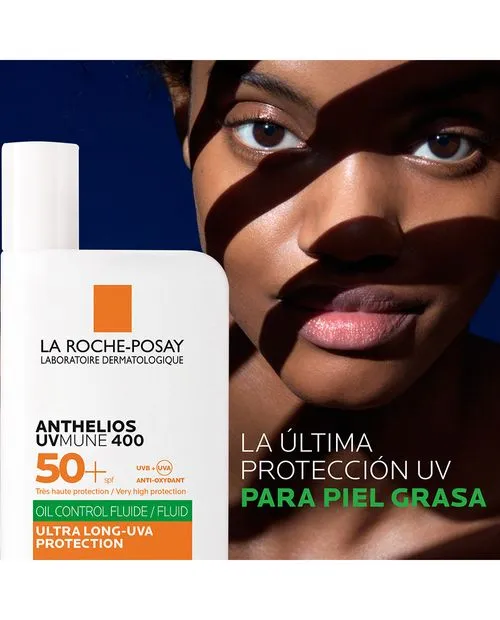 LA ROCHE-POSAY
LABORATOIRE DERMATOLOGIQUE
ANTHELIOS
UVMUNE 400
50+ spf
UVB + UVA
ANTI-OXYDANT
Très haute protection / Very high protection
OIL CONTROL FLUIDE / FLUID
ULTRA LONG-UVA
PROTECTION
LA ÚLTIMA
PROTECCIÓN UV
PARA PIEL GRASA